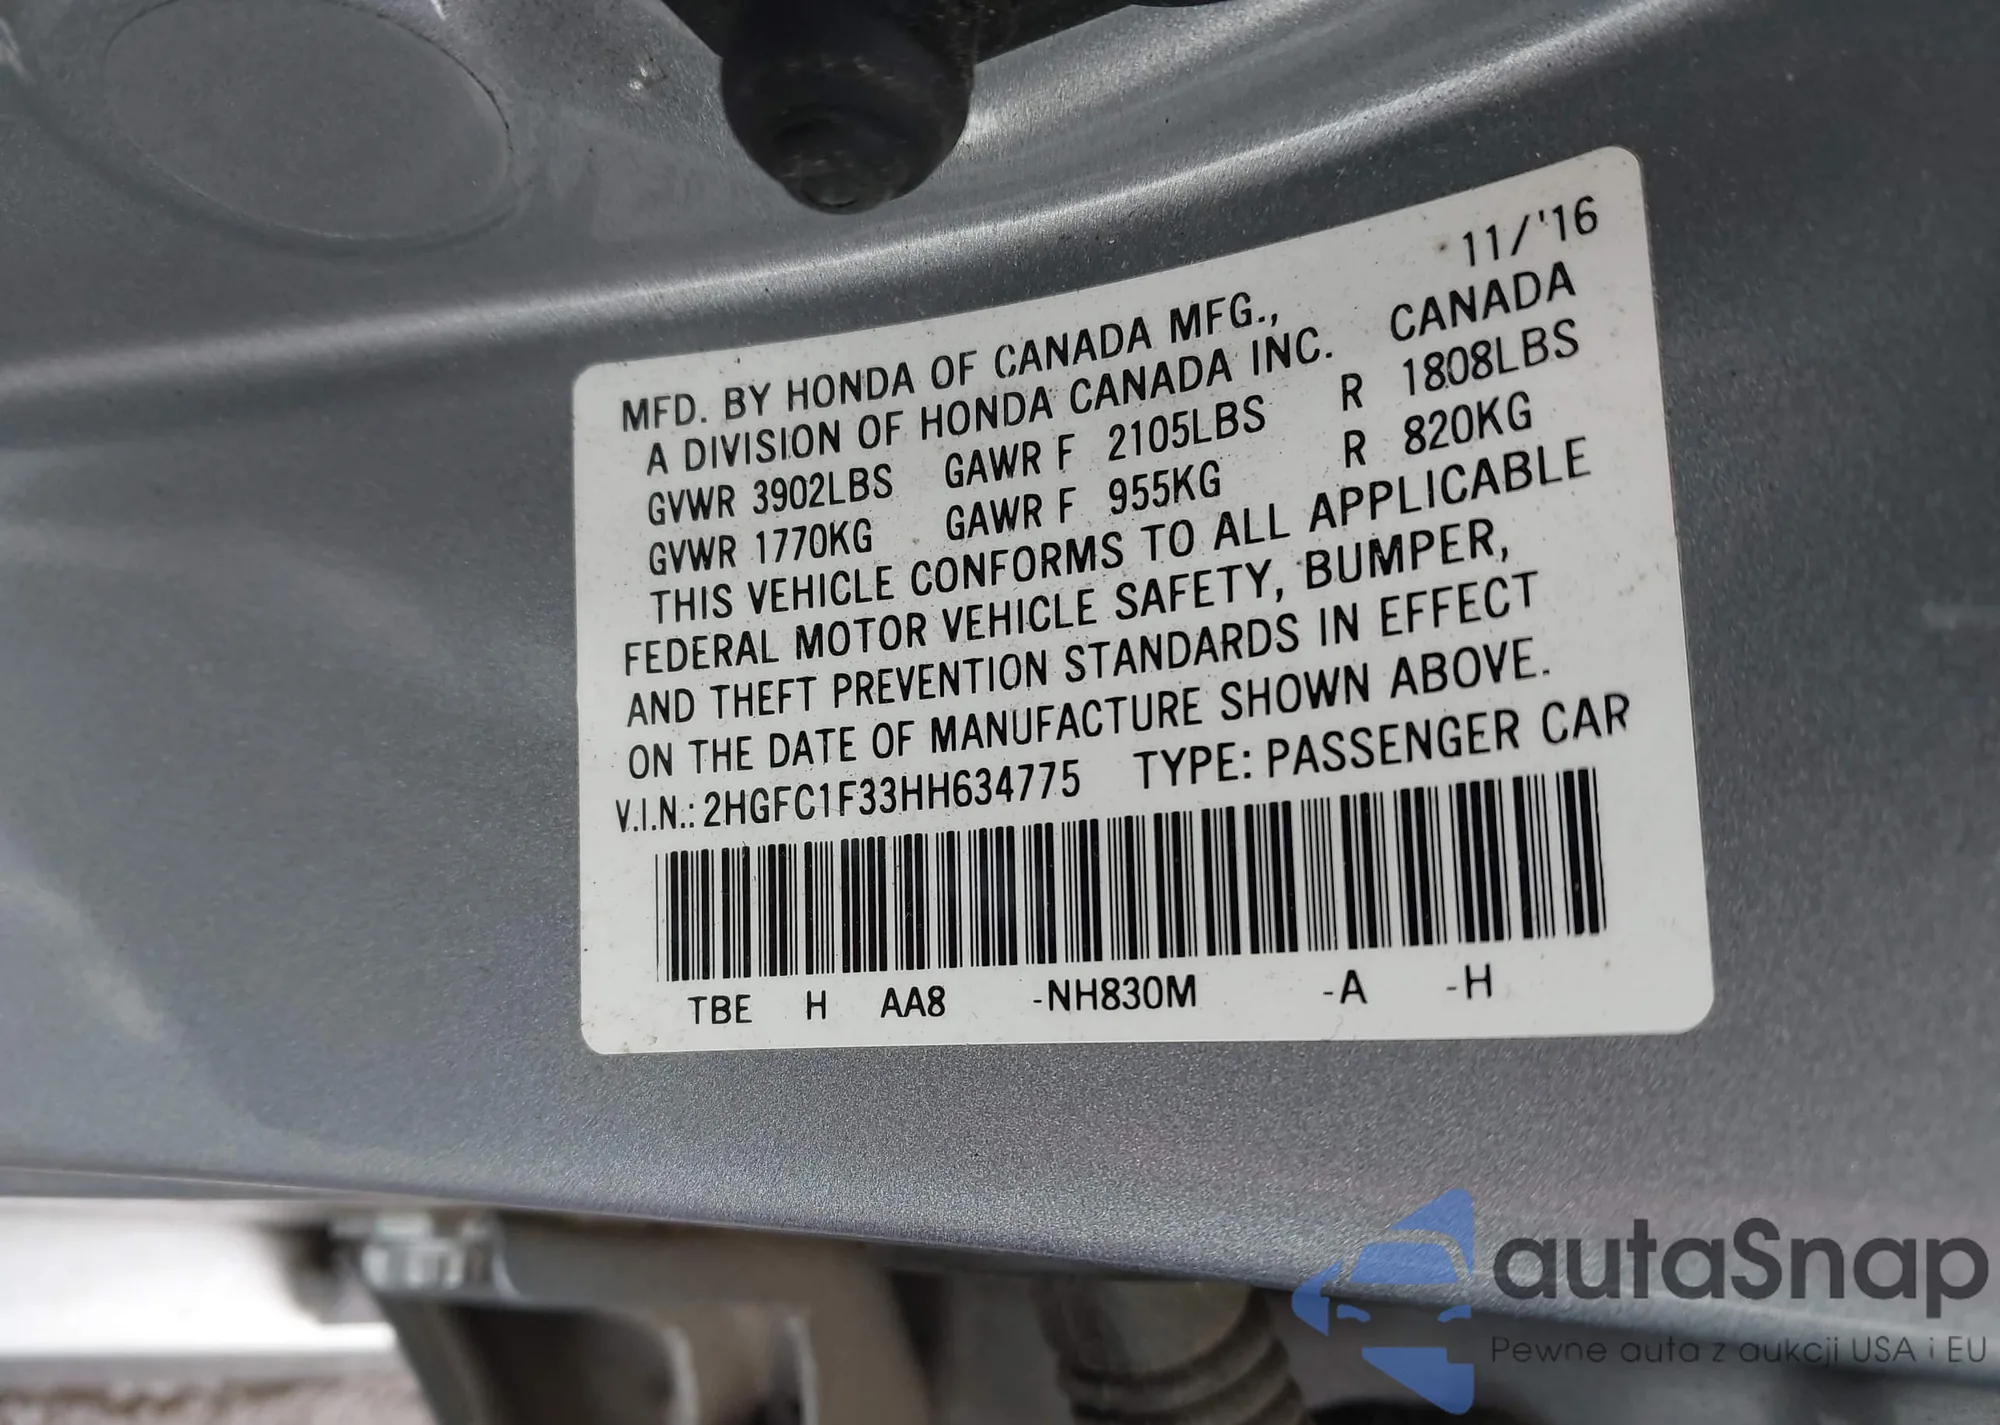 11/'16
MFD. BY HONDA OF CANADA MFG.,
A DIVISION OF HONDA CANADA INC. CANADA
GVWR 3902LBS GAWR F 2105LBS R 1808LBS
GVWR 1770KG GAWR F 955KG R 820KG
THIS VEHICLE CONFORMS TO ALL APPLICABLE
FEDERAL MOTOR VEHICLE SAFETY, BUMPER,
AND THEFT PREVENTION STANDARDS IN EFFECT
ON THE DATE OF MANUFACTURE SHOWN ABOVE.
V.I.N.: 2HGFC1F33HH634775 TYPE: PASSENGER CAR
TBE H AA8 -NH830M -A -H
autaSnap
Pewne auta z aukcji USA i EU